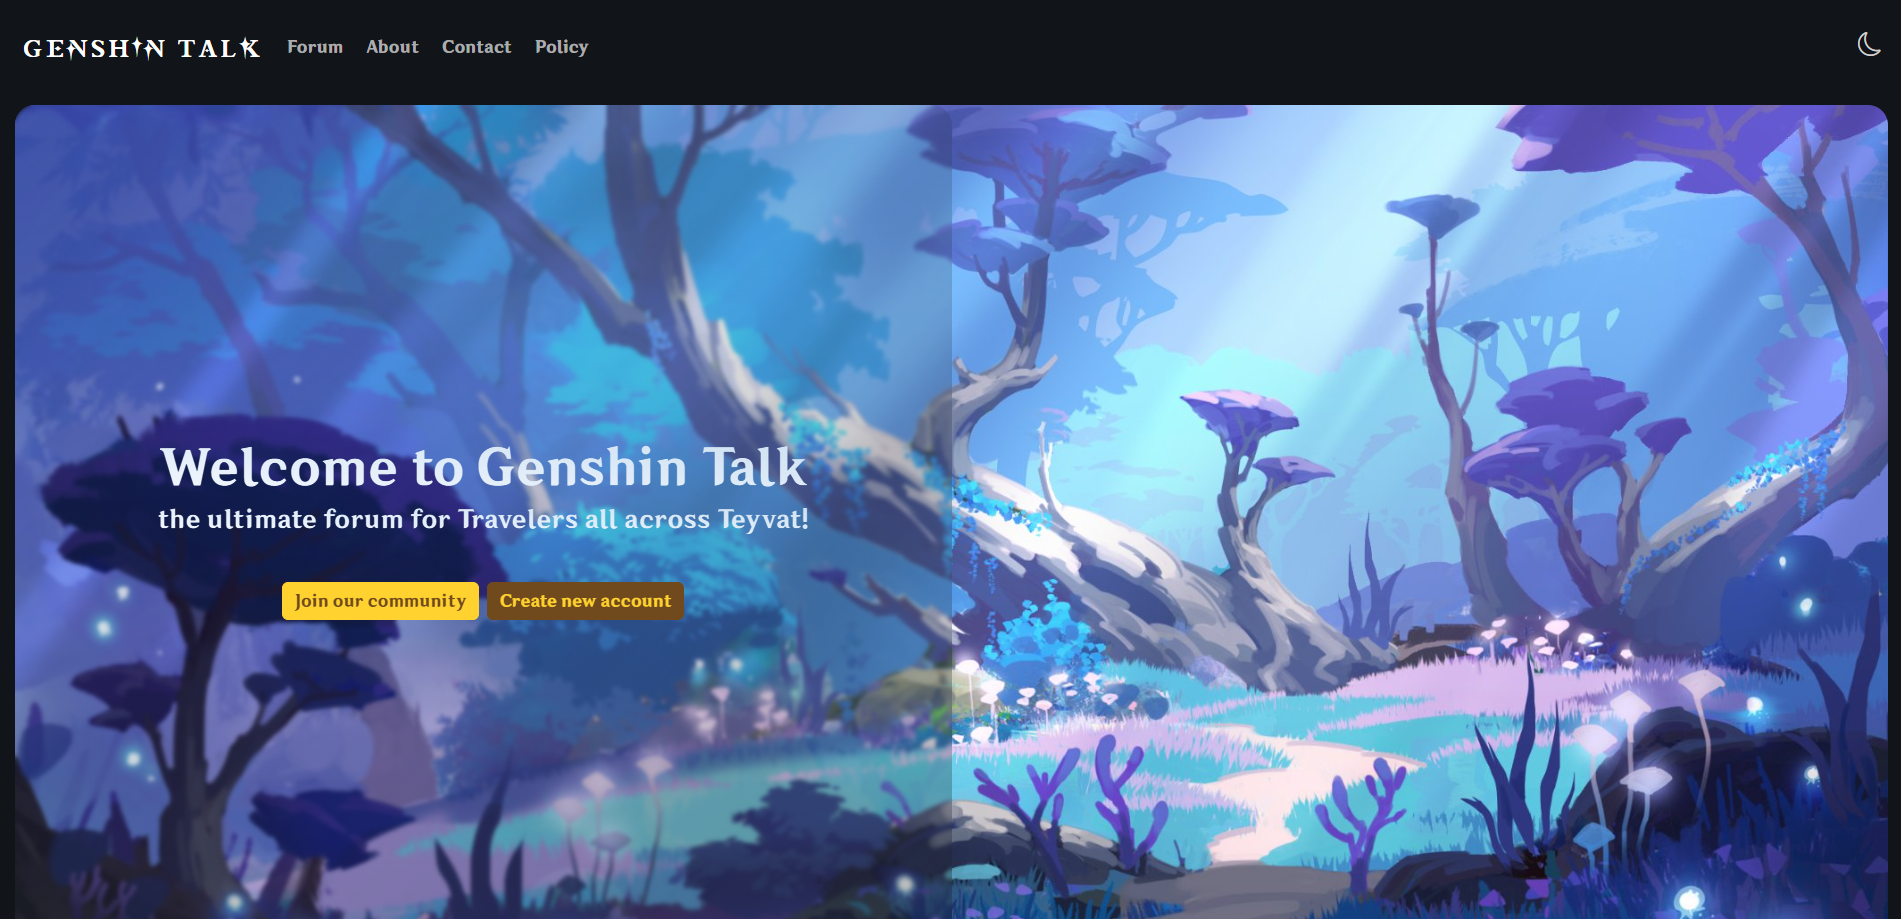 GENSHIN TALK
Forum About Contact Policy
Welcome to Genshin Talk
the ultimate forum for Travelers all across Teyvat!
Join our community Create new account